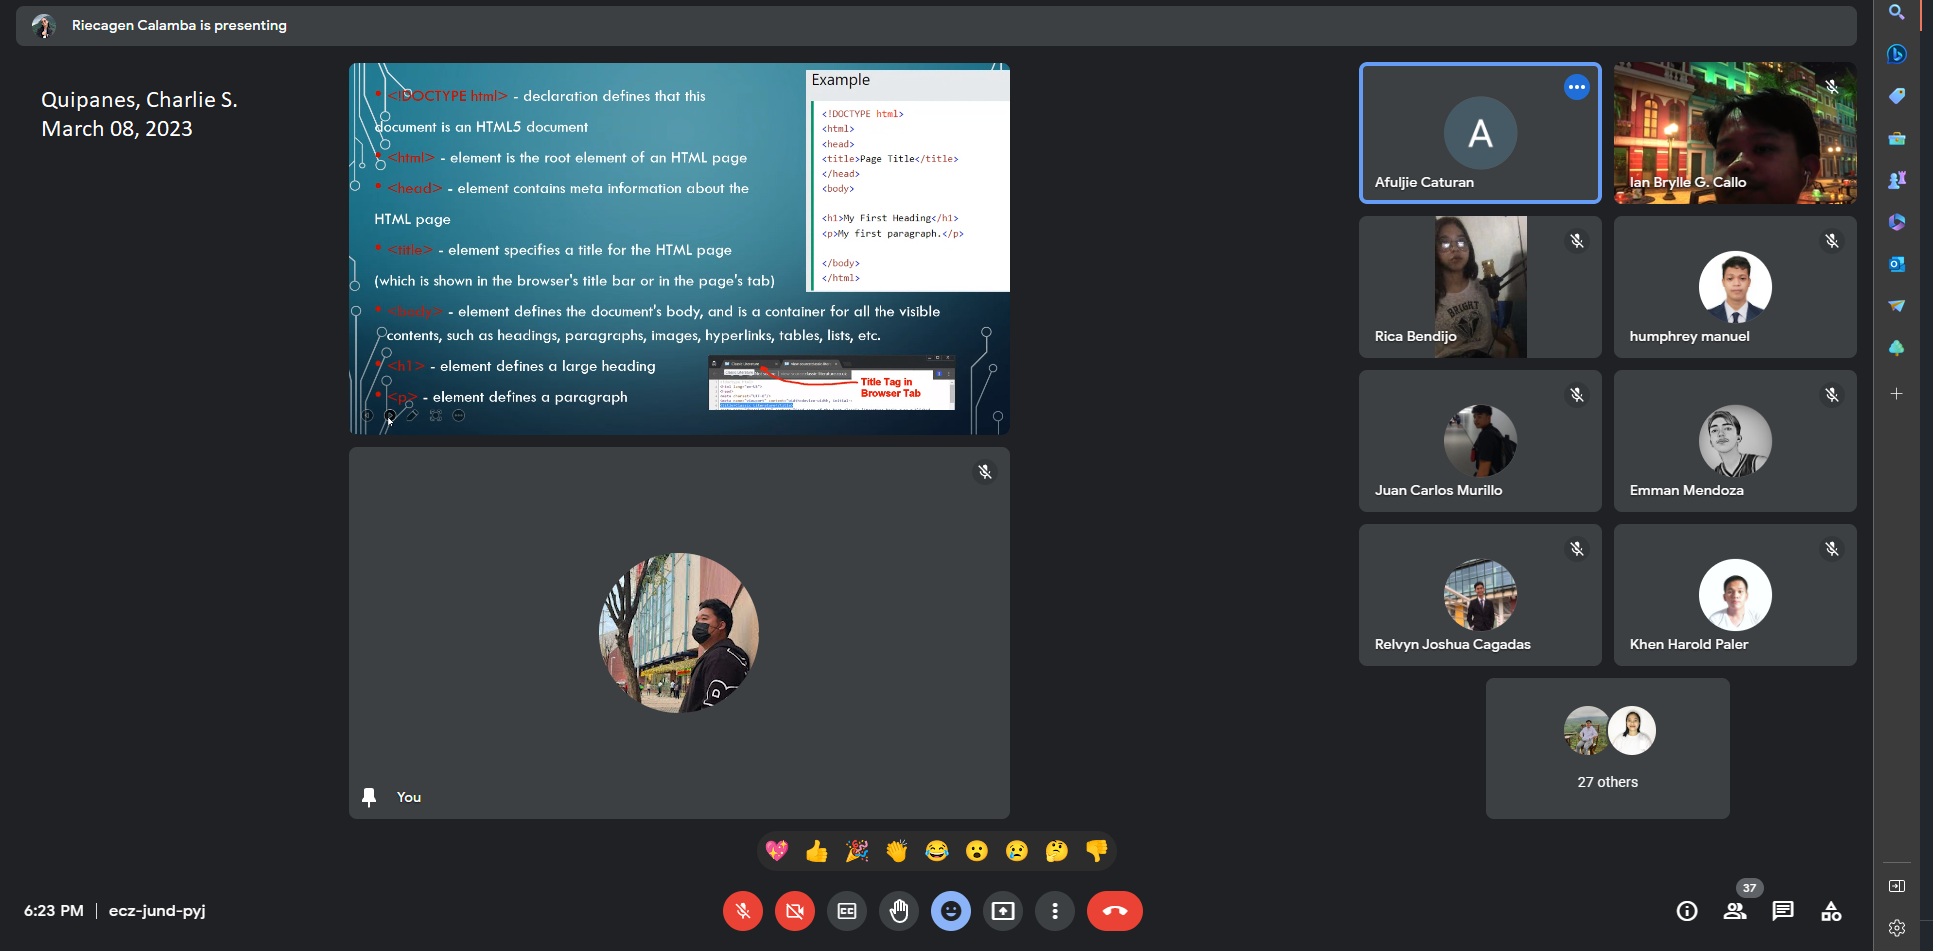 Riecagen Calamba is presenting
Quipanes, Charlie S.
March 08, 2023
<!DOCTYPE html> - declaration defines that this
document is an HTML5 document
<html> - element is the root element of an HTML page
<head> - element contains meta information about the
HTML page
<title> - element specifies a title for the HTML page
(which is shown in the browser's title bar or in the page's tab)
<body> - element defines the document's body, and is a container for all the visible
contents, such as headings, paragraphs, images, hyperlinks, tables, lists, etc.
<h1> - element defines a large heading
<p> - element defines a paragraph
Example
<!DOCTYPE html>
<html>
<head>
<title>Page Title</title>
</head>
<body>
<h1>My First Heading</h1>
<p>My first paragraph.</p>
</body>
</html>
Title Tag in
Browser Tab
You
A
Afuljie Caturan
Ian Brylle G. Callo
Rica Bendijo
BRIGHT
humphrey manuel
Juan Carlos Murillo
Emman Mendoza
Relvyn Joshua Cagadas
Khen Harold Paler
27 others
6:23 PM | ecz-jund-pyj
37